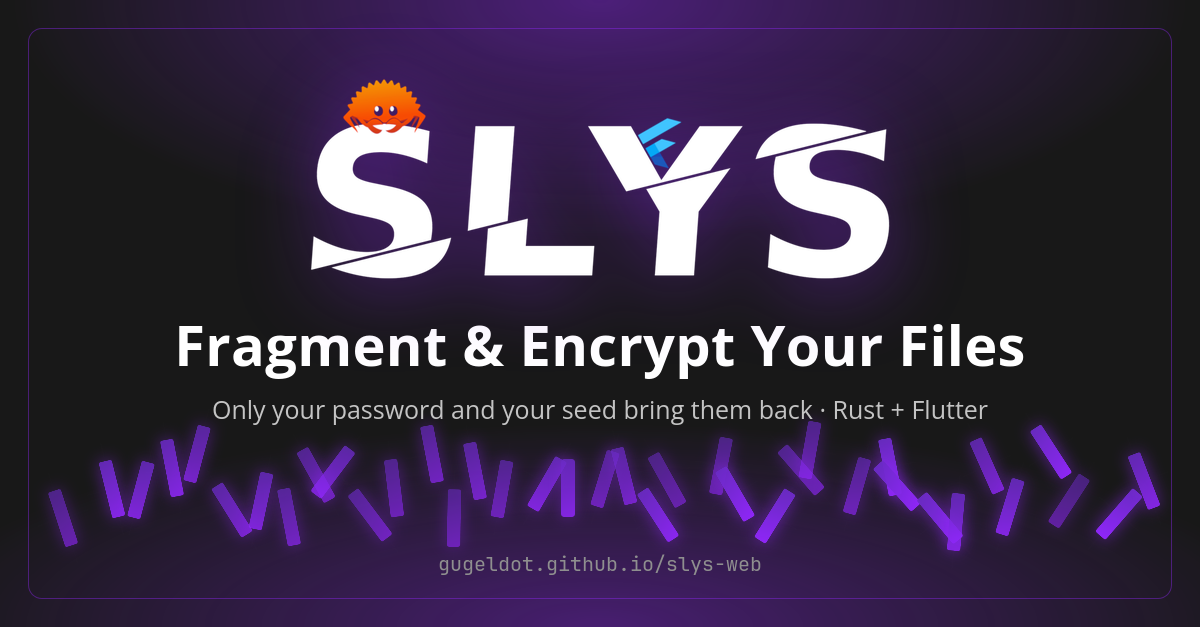 SLYS
Fragment & Encrypt Your Files
Only your password and your seed bring them back · Rust + Flutter
gugeldot.github.io/slys-web